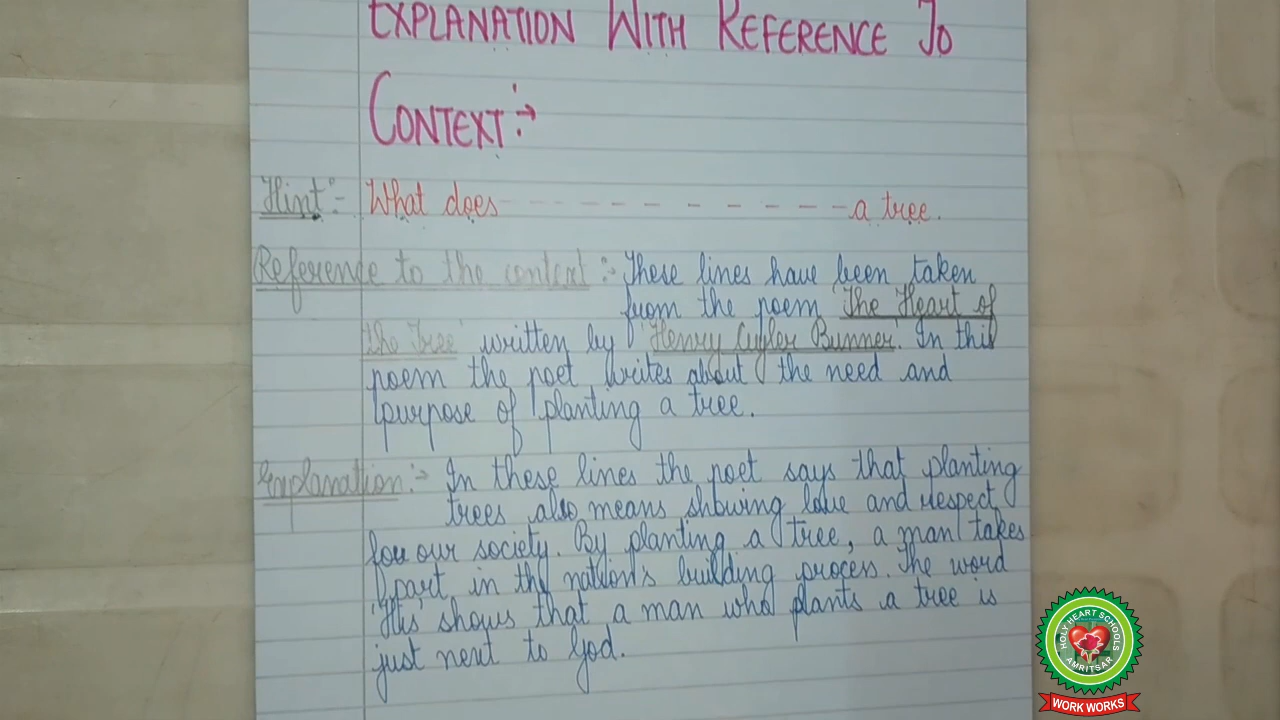 EXPLANATION WITH REFERENCE TO
CONTEXT:→
Hint:- What does - - - - - - - - - - a tree.
Reference to the context :- These lines have been taken
from the poem 'The Heart of
the Tree' written by 'Henry Cuyler Bunner'. In this
poem the poet writes about the need and
purpose of planting a tree.
Explanation:- In these lines the poet says that planting
trees also means showing love and respect
for our society. By planting a tree, a man takes
part in the nation's building process. The word
'His' shows that a man who plants a tree is
just next to God.
HOLY HEART SCHOOLS
AMRITSAR
WORK WORKS